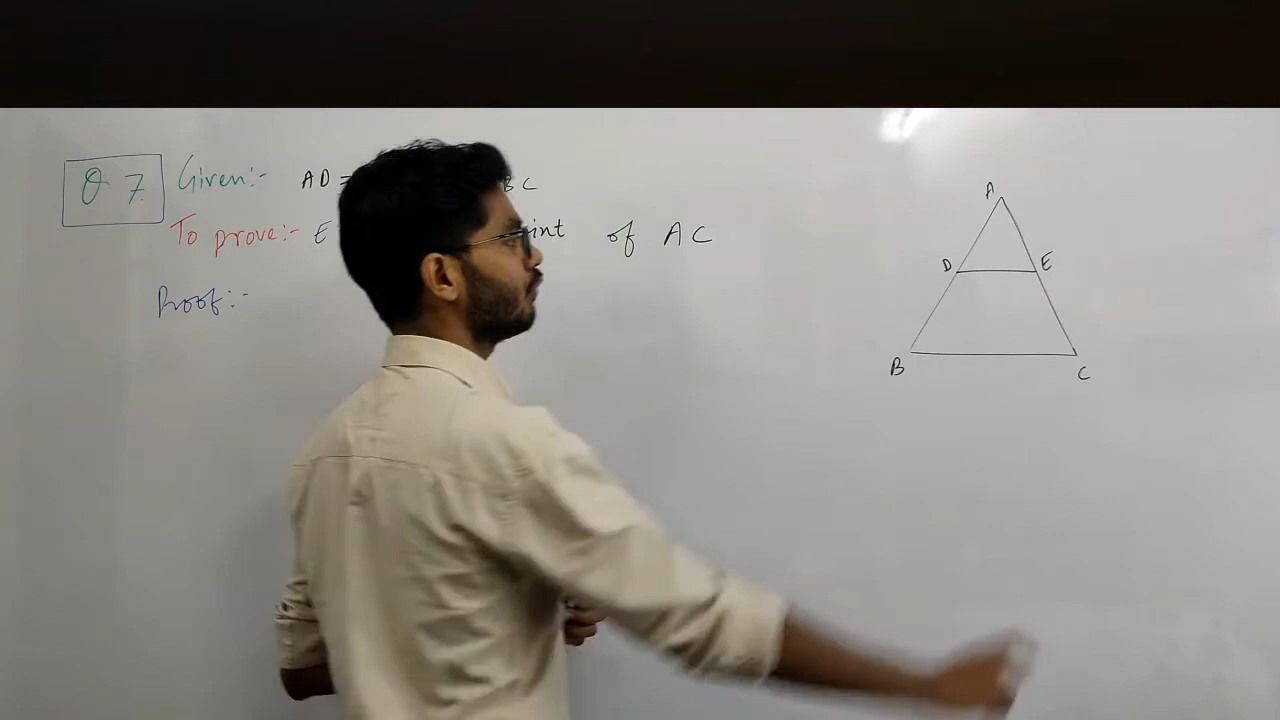 Q 7. Given:- AD = BC
To prove:- E int of AC
Proof:-
A
D E
B C